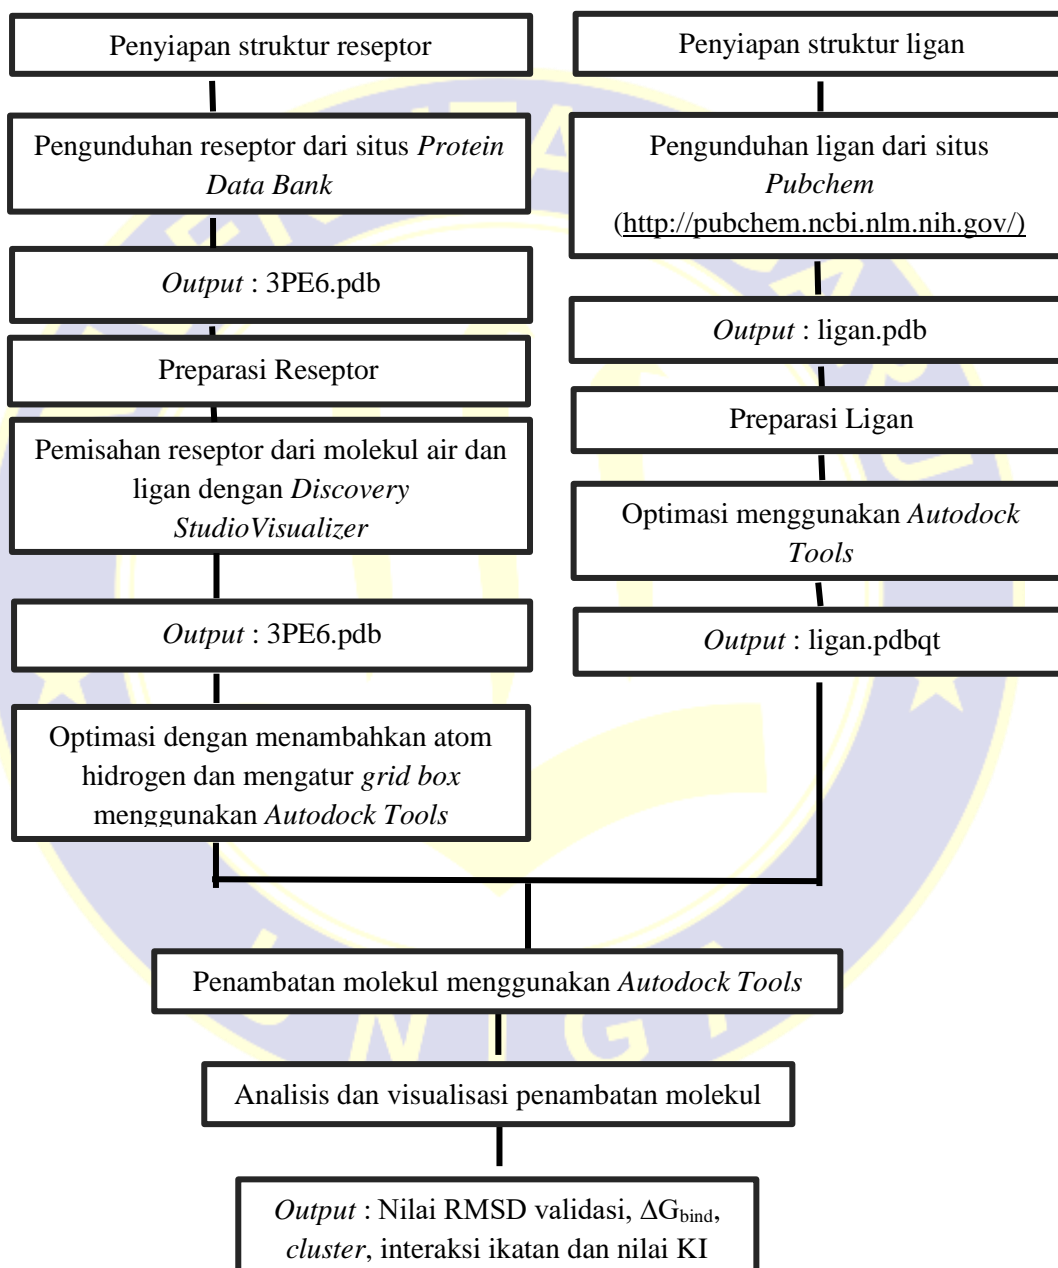 Penyiapan struktur reseptor
Pengunduhan reseptor dari situs Protein
Data Bank
Output : 3PE6.pdb
Preparasi Reseptor
Pemisahan reseptor dari molekul air dan
ligan dengan Discovery
StudioVisualizer
Output : 3PE6.pdb
Optimasi dengan menambahkan atom
hidrogen dan mengatur grid box
menggunakan Autodock Tools
Penyiapan struktur ligan
Pengunduhan ligan dari situs
Pubchem
(http://pubchem.ncbi.nlm.nih.gov/)
Output : ligan.pdb
Preparasi Ligan
Optimasi menggunakan Autodock
Tools
Output : ligan.pdbqt
Penambatan molekul menggunakan Autodock Tools
Analisis dan visualisasi penambatan molekul
Output : Nilai RMSD validasi, ΔGbind,
cluster, interaksi ikatan dan nilai KI
UNIGA